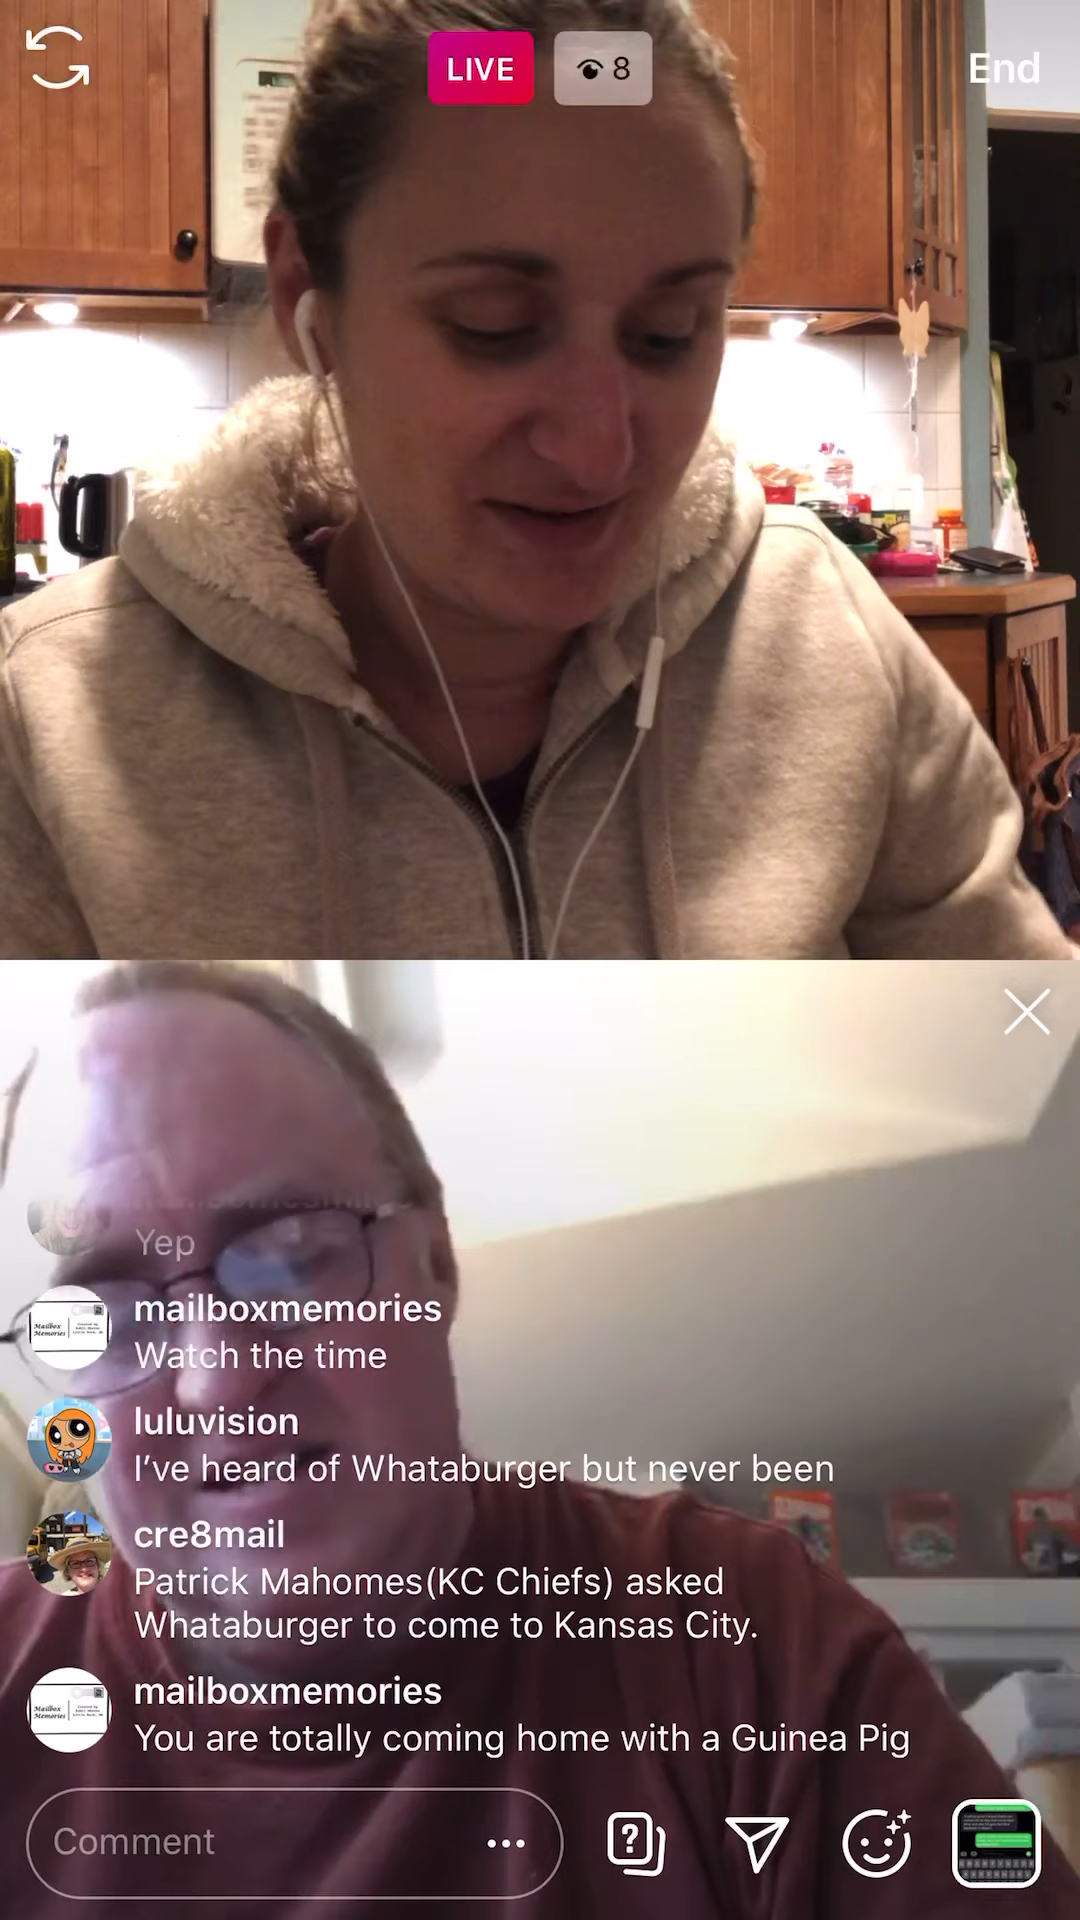 LIVE
8
End
Yep
mailboxmemories
Watch the time
luluvision
I've heard of Whataburger but never been
cre8mail
Patrick Mahomes(KC Chiefs) asked
Whataburger to come to Kansas City.
mailboxmemories
You are totally coming home with a Guinea Pig
Comment